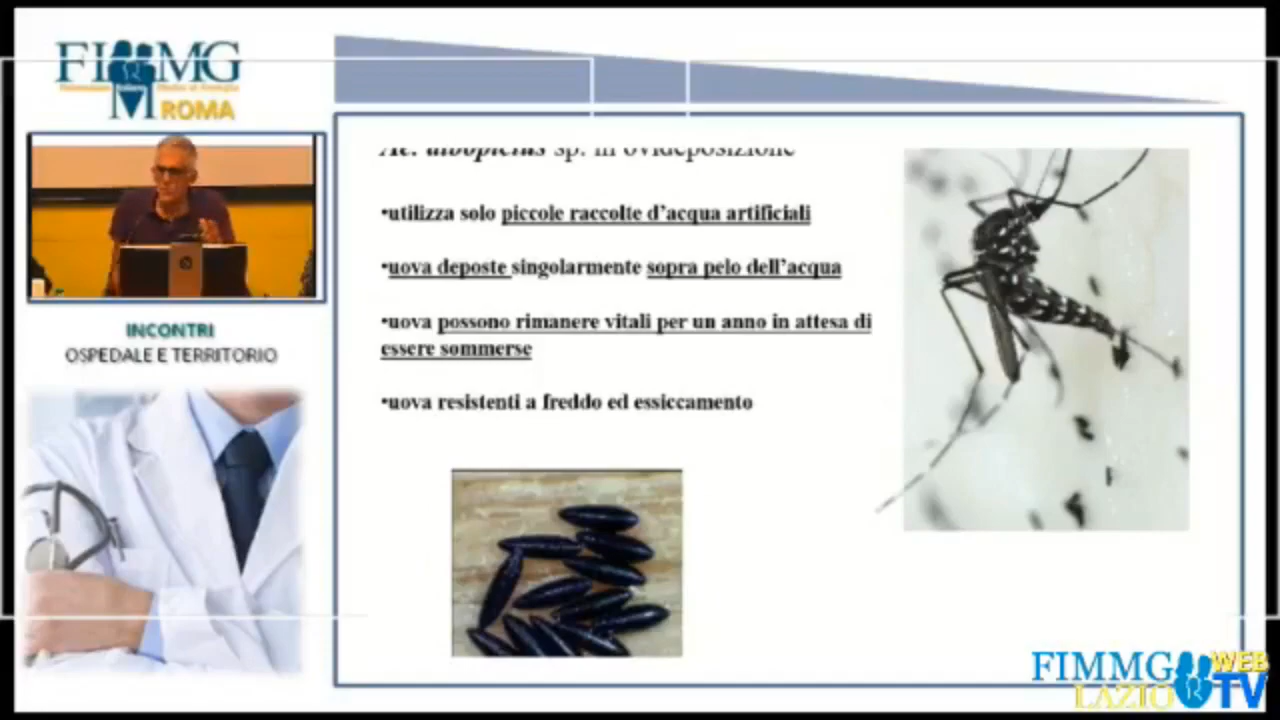 FIMMG
ROMA
INCONTRI
OSPEDALE E TERRITORIO
Ae. albopictus sp. in ovideposizione
•utilizza solo piccole raccolte d'acqua artificiali
•uova deposte singolarmente sopra pelo dell'acqua
•uova possono rimanere vitali per un anno in attesa di
essere sommerse
•uova resistenti a freddo ed essiccamento
FIMMG WEB
LAZIO TV